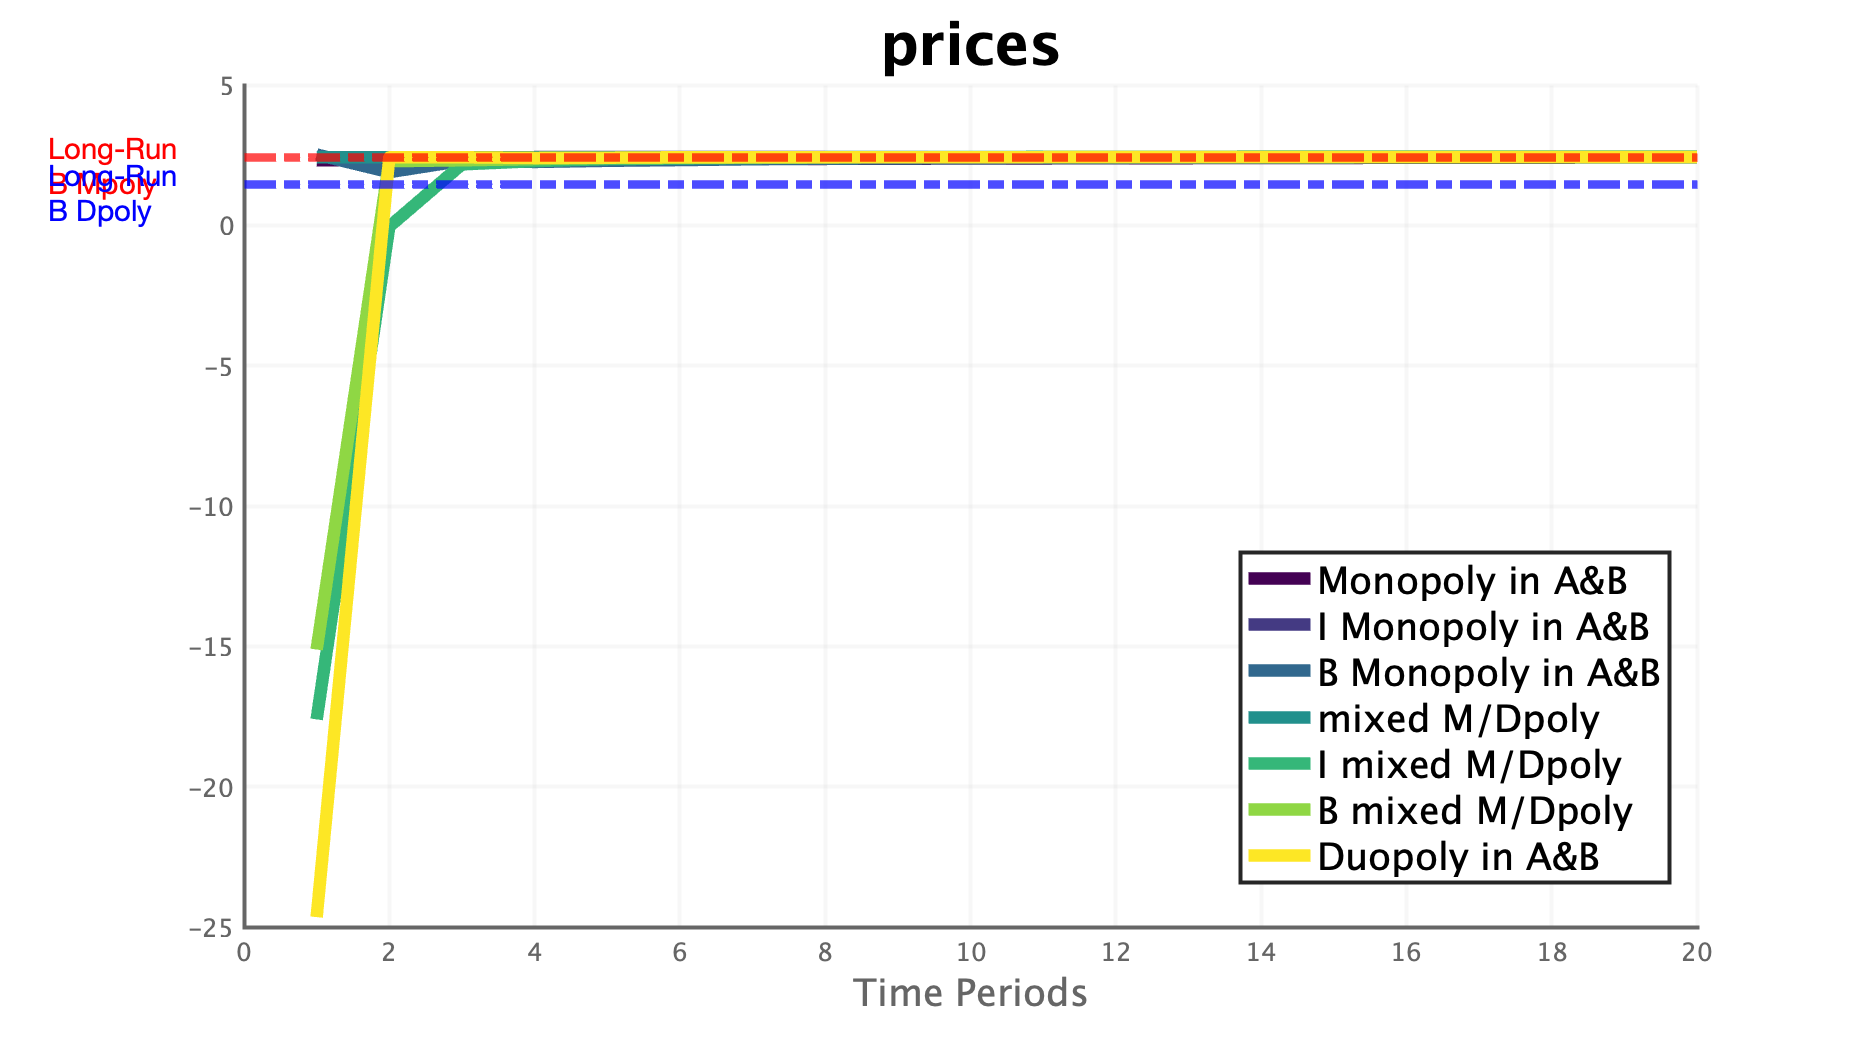 prices
5
0
−5
−10
−15
−20
−25
Long-Run
B Mpoly
Long-Run
B Dpoly
0 2 4 6 8 10 12 14 16 18 20
Time Periods
Monopoly in A&B
I Monopoly in A&B
B Monopoly in A&B
mixed M/Dpoly
I mixed M/Dpoly
B mixed M/Dpoly
Duopoly in A&B